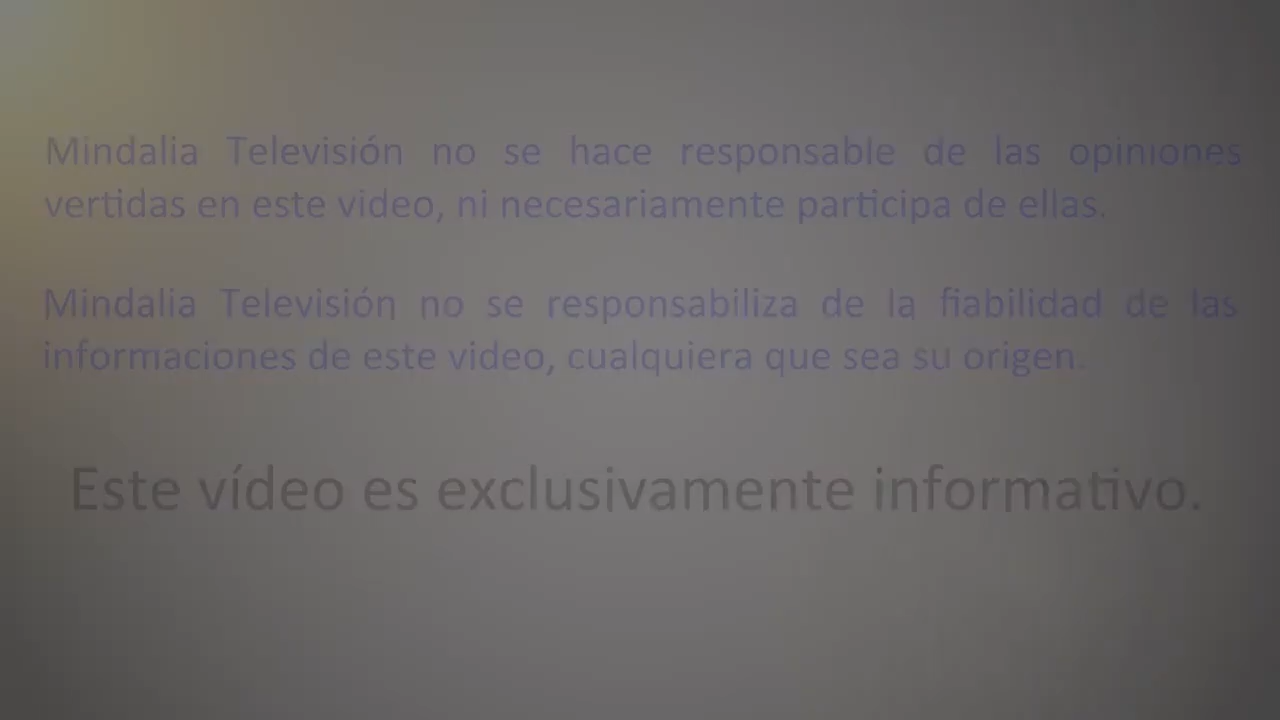 Mindalia Televisión no se hace responsable de las opiniones
vertidas en este video, ni necesariamente participa de ellas.
Mindalia Televisión no se responsabiliza de la fiabilidad de las
informaciones de este video, cualquiera que sea su origen.
Este vídeo es exclusivamente informativo.